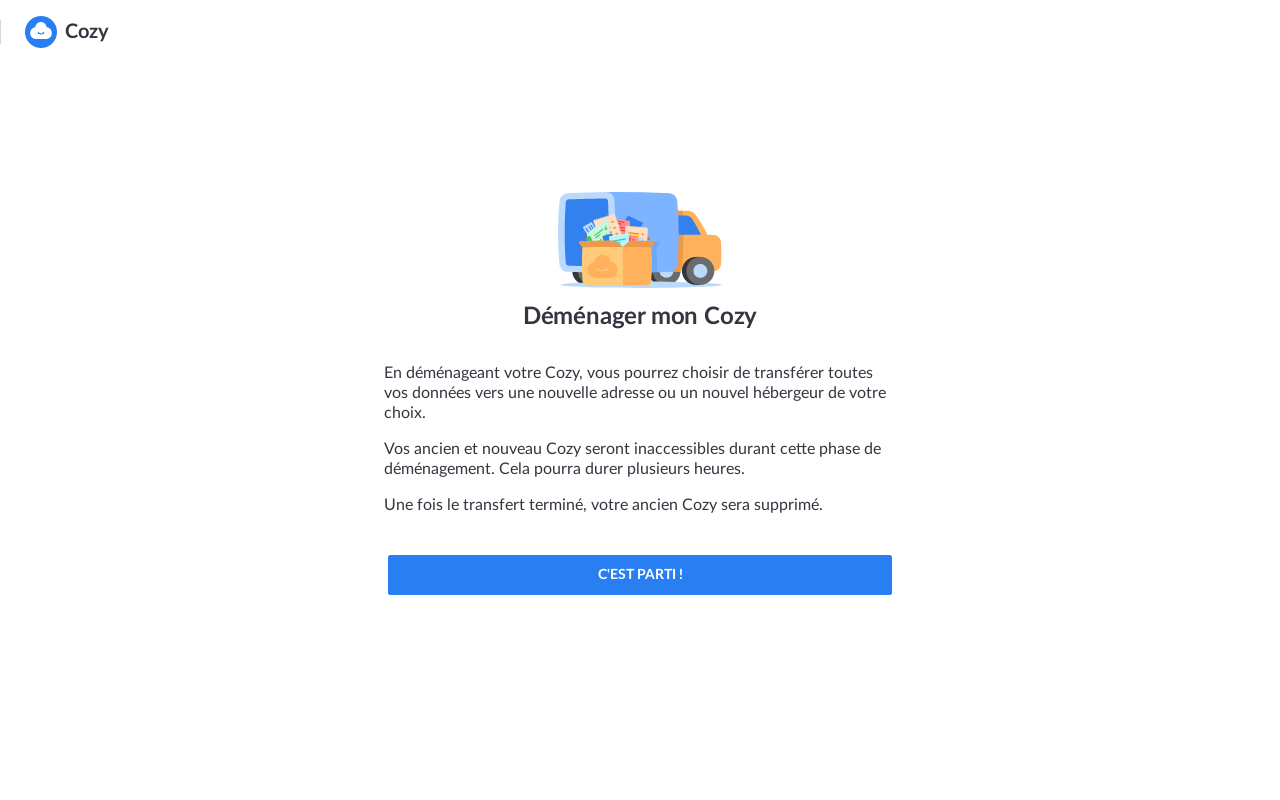 Cozy
Déménager mon Cozy
En déménageant votre Cozy, vous pourrez choisir de transférer toutes
vos données vers une nouvelle adresse ou un nouvel hébergeur de votre
choix.
Vos ancien et nouveau Cozy seront inaccessibles durant cette phase de
déménagement. Cela pourra durer plusieurs heures.
Une fois le transfert terminé, votre ancien Cozy sera supprimé.
C'EST PARTI !